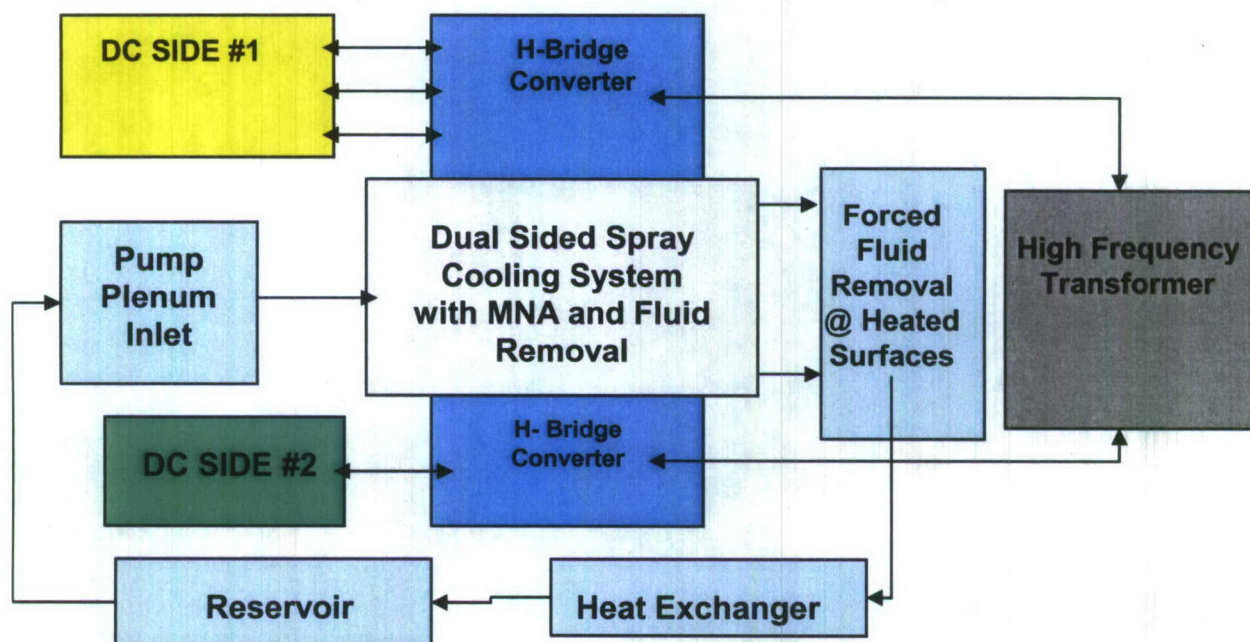 DC SIDE #1
H-Bridge
Converter
Pump
Plenum
Inlet
Dual Sided Spray
Cooling System
with MNA and Fluid
Removal
Forced
Fluid
Removal
@ Heated
Surfaces
High Frequency
Transformer
DC SIDE #2
H- Bridge
Converter
Reservoir
Heat Exchanger